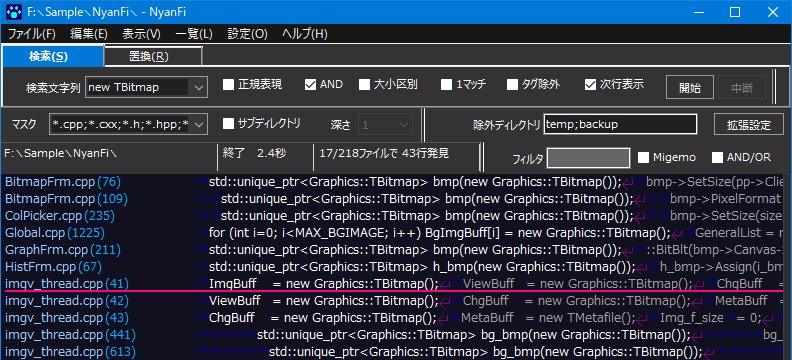 F:\Sample\NyanFi\ - NyanFi
ファイル(F) 編集(E) 表示(V) 一覧(L) 設定(O) ヘルプ(H)
検索(S) 置換(R)
検索文字列 new TBitmap 正規表現 AND 大小区別 1マッチ タグ除外 次行表示 開始 中断
マスク *.cpp;*.cxx;*.h;*.hpp;* サブディレクトリ 深さ 1 除外ディレクトリ temp;backup 拡張設定
F:\Sample\NyanFi\ 終了 2.4秒 17/218ファイルで 43行発見 フィルタ Migemo AND/OR
BitmapFrm.cpp (76) std::unique_ptr<Graphics::TBitmap> bmp(new Graphics::TBitmap());↵ bmp->SetSize(pp->Clie
BitmapFrm.cpp (109) std::unique_ptr<Graphics::TBitmap> bmp(new Graphics::TBitmap());↵ bmp->PixelFormat
ColPicker.cpp (235) std::unique_ptr<Graphics::TBitmap> bmp(new Graphics::TBitmap());↵ bmp->SetSize(size
Global.cpp (1225) for (int i=0; i<MAX_BGIMAGE; i++) BgImgBuff[i] = new Graphics::TBitmap();↵ GeneralList = n
GraphFrm.cpp (211) std::unique_ptr<Graphics::TBitmap> bmp(new Graphics::TBitmap());↵ ::BitBlt(bmp->Canvas-
HistFrm.cpp (67) std::unique_ptr<Graphics::TBitmap> h_bmp(new Graphics::TBitmap());↵ h_bmp->Assign(i_bm
imgv_thread.cpp (41) ImgBuff = new Graphics::TBitmap();↵ ViewBuff = new Graphics::TBitmap();↵ ChgBuff =
imgv_thread.cpp (42) ViewBuff = new Graphics::TBitmap();↵ ChgBuff = new Graphics::TBitmap();↵ MetaBuff =
imgv_thread.cpp (43) ChgBuff = new Graphics::TBitmap();↵ MetaBuff = new TMetafile();↵ Img_f_size = 0;↵
imgv_thread.cpp (441) std::unique_ptr<Graphics::TBitmap> bg_bmp(new Graphics::TBitmap());↵ bg_
imgv_thread.cpp (613) std::unique_ptr<Graphics::TBitmap> bg_bmp(new Graphics::TBitmap());↵